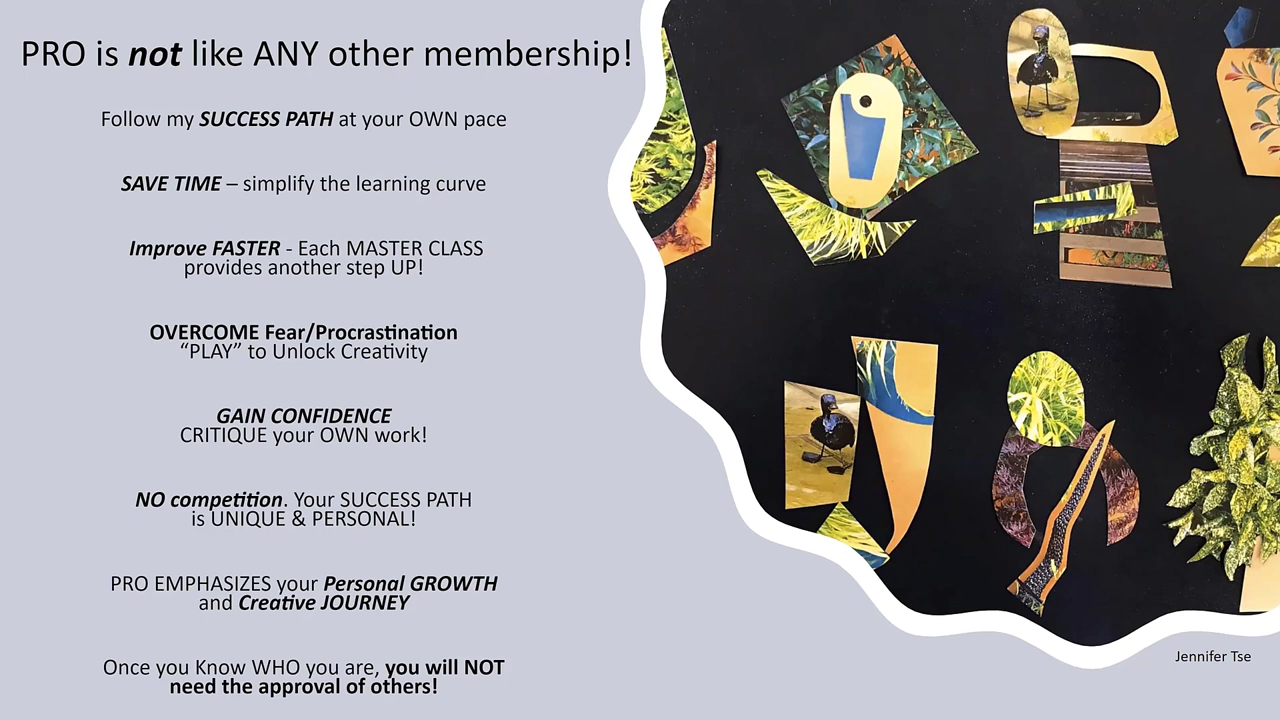 PRO is not like ANY other membership!
Follow my SUCCESS PATH at your OWN pace
SAVE TIME – simplify the learning curve
Improve FASTER - Each MASTER CLASS
provides another step UP!
OVERCOME Fear/Procrastination
“PLAY” to Unlock Creativity
GAIN CONFIDENCE
CRITIQUE your OWN work!
NO competition. Your SUCCESS PATH
is UNIQUE & PERSONAL!
PRO EMPHASIZES your Personal GROWTH
and Creative JOURNEY
Once you Know WHO you are, you will NOT
need the approval of others!
Jennifer Tse